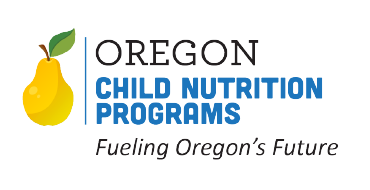 OREGON
CHILD NUTRITION
PROGRAMS
Fueling Oregon's Future